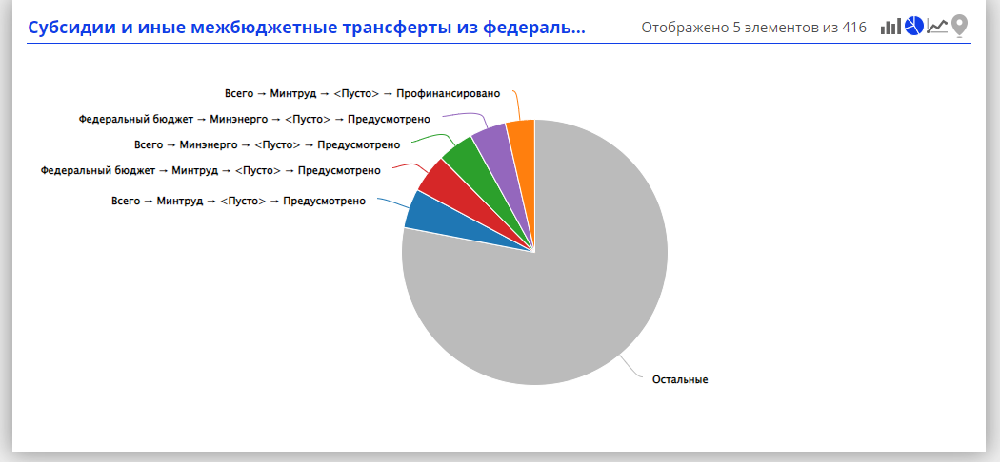 Субсидии и иные межбюджетные трансферты из федераль...
Отображено 5 элементов из 416
Всего → Минтруд → <Пусто> → Профинансировано
Федеральный бюджет → Минэнерго → <Пусто> → Предусмотрено
Всего → Минэнерго → <Пусто> → Предусмотрено
Федеральный бюджет → Минтруд → <Пусто> → Предусмотрено
Всего → Минтруд → <Пусто> → Предусмотрено
Остальные